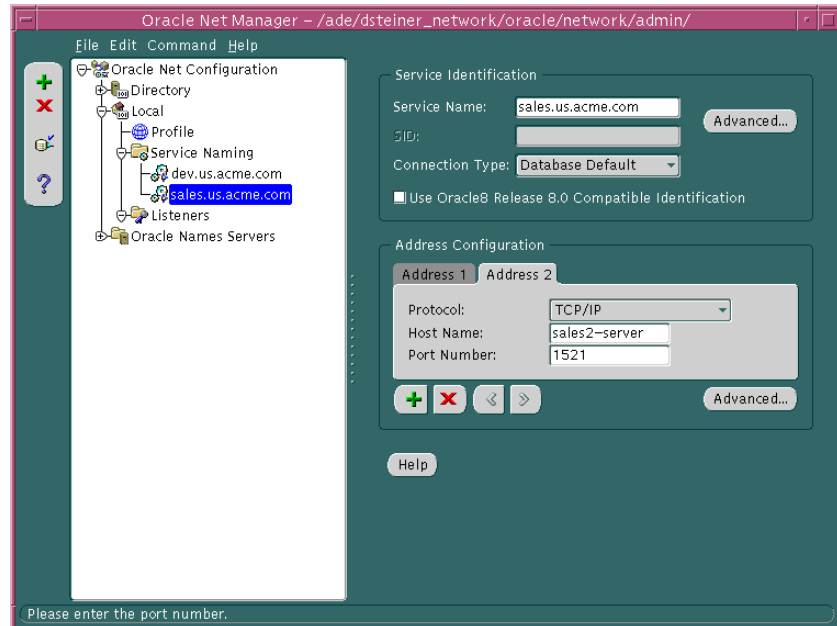 Oracle Net Manager – /ade/dsteiner_network/oracle/network/admin/
File Edit Command Help
Oracle Net Configuration
Directory
Local
Profile
Service Naming
dev.us.acme.com
sales.us.acme.com
Listeners
Oracle Names Servers
Service Identification
Service Name: sales.us.acme.com
Advanced...
SID:
Connection Type: Database Default
Use Oracle8 Release 8.0 Compatible Identification
Address Configuration
Address 1 Address 2
Protocol: TCP/IP
Host Name: sales2–server
Port Number: 1521
Advanced...
Help
Please enter the port number.